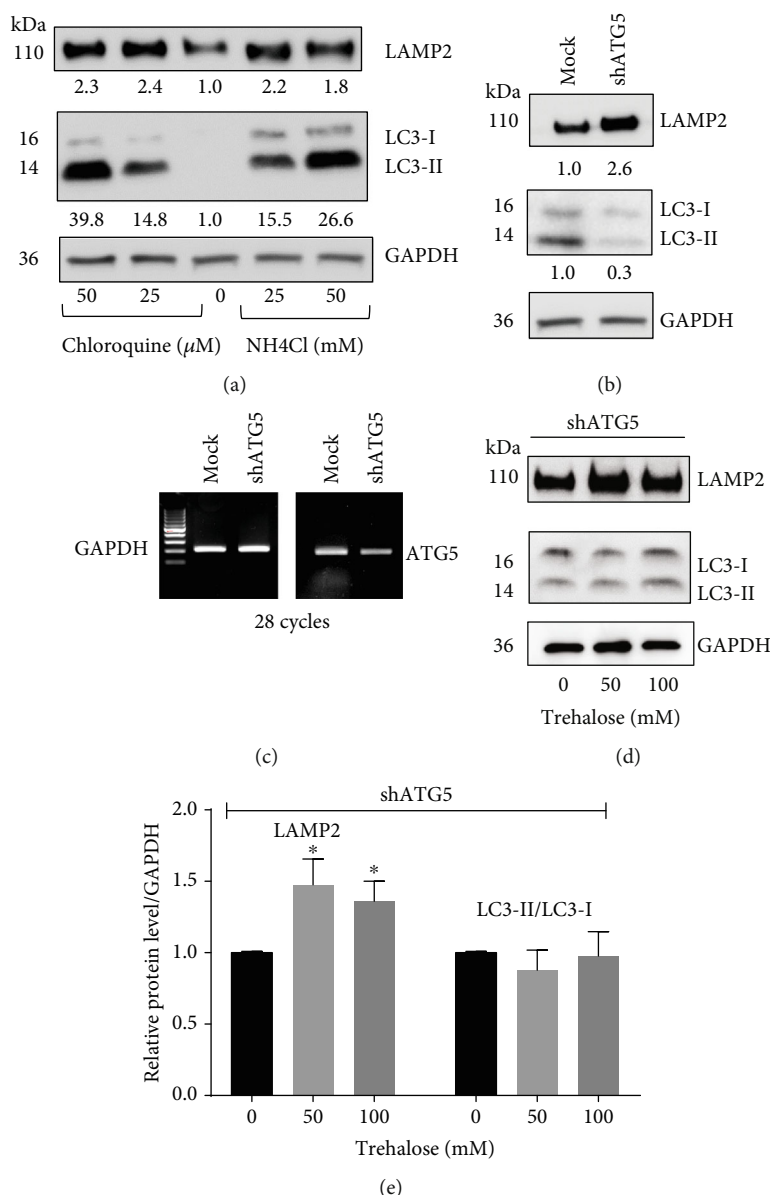 kDa
110 LAMP2
2.3 2.4 1.0 2.2 1.8
16 LC3-I
14 LC3-II
39.8 14.8 1.0 15.5 26.6
36 GAPDH
50 25 0 25 50
Chloroquine (μM) NH4Cl (mM)
(a)
Mock shATG5
kDa
110 LAMP2
1.0 2.6
16 LC3-I
14 LC3-II
1.0 0.3
36 GAPDH
(b)
Mock shATG5 Mock shATG5
GAPDH ATG5
28 cycles
(c)
shATG5
kDa
110 LAMP2
16 LC3-I
14 LC3-II
36 GAPDH
0 50 100
Trehalose (mM)
(d)
shATG5
2.0
LAMP2
* *
1.5
LC3-II/LC3-I
1.0
0.5
0.0
Relative protein level/GAPDH
0 50 100 0 50 100
Trehalose (mM)
(e)